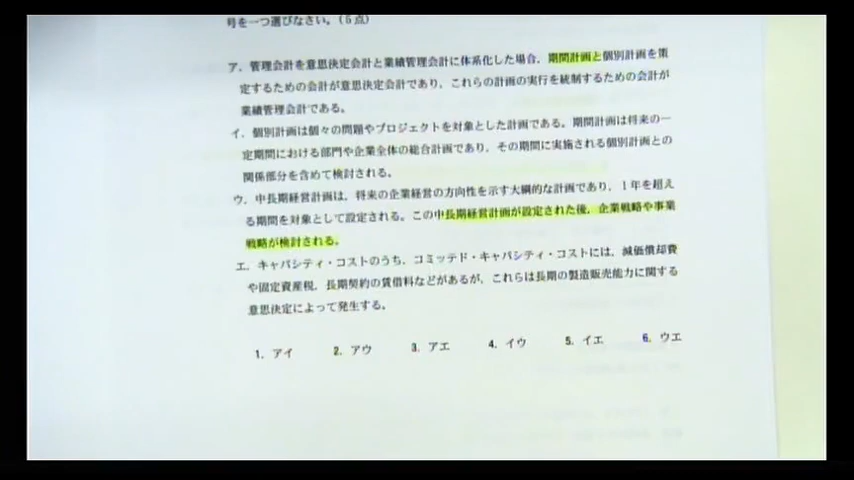 号を一つ選びなさい。（5点）
ア．管理会計を意思決定会計と業績管理会計に体系化した場合，期間計画と個別計画を策
定するための会計が意思決定会計であり，これらの計画の実行を統制するための会計が
業績管理会計である。
イ．個別計画は個々の問題やプロジェクトを対象とした計画である。期間計画は将来の一
定期間における部門や企業全体の総合計画であり，その期間に実施される個別計画との
関係部分を含めて検討される。
ウ．中長期経営計画は，将来の企業経営の方向性を示す大綱的な計画であり，1年を超え
る期間を対象として設定される。この中長期経営計画が設定された後，企業戦略や事業
戦略が検討される。
エ．キャパシティ・コストのうち，コミッテド・キャパシティ・コストには，減価償却費
や固定資産税，長期契約の賃借料などがあるが，これらは長期の製造販売能力に関する
意思決定によって発生する。
1．アイ 2．アウ 3．アエ 4．イウ 5．イエ 6．ウエ